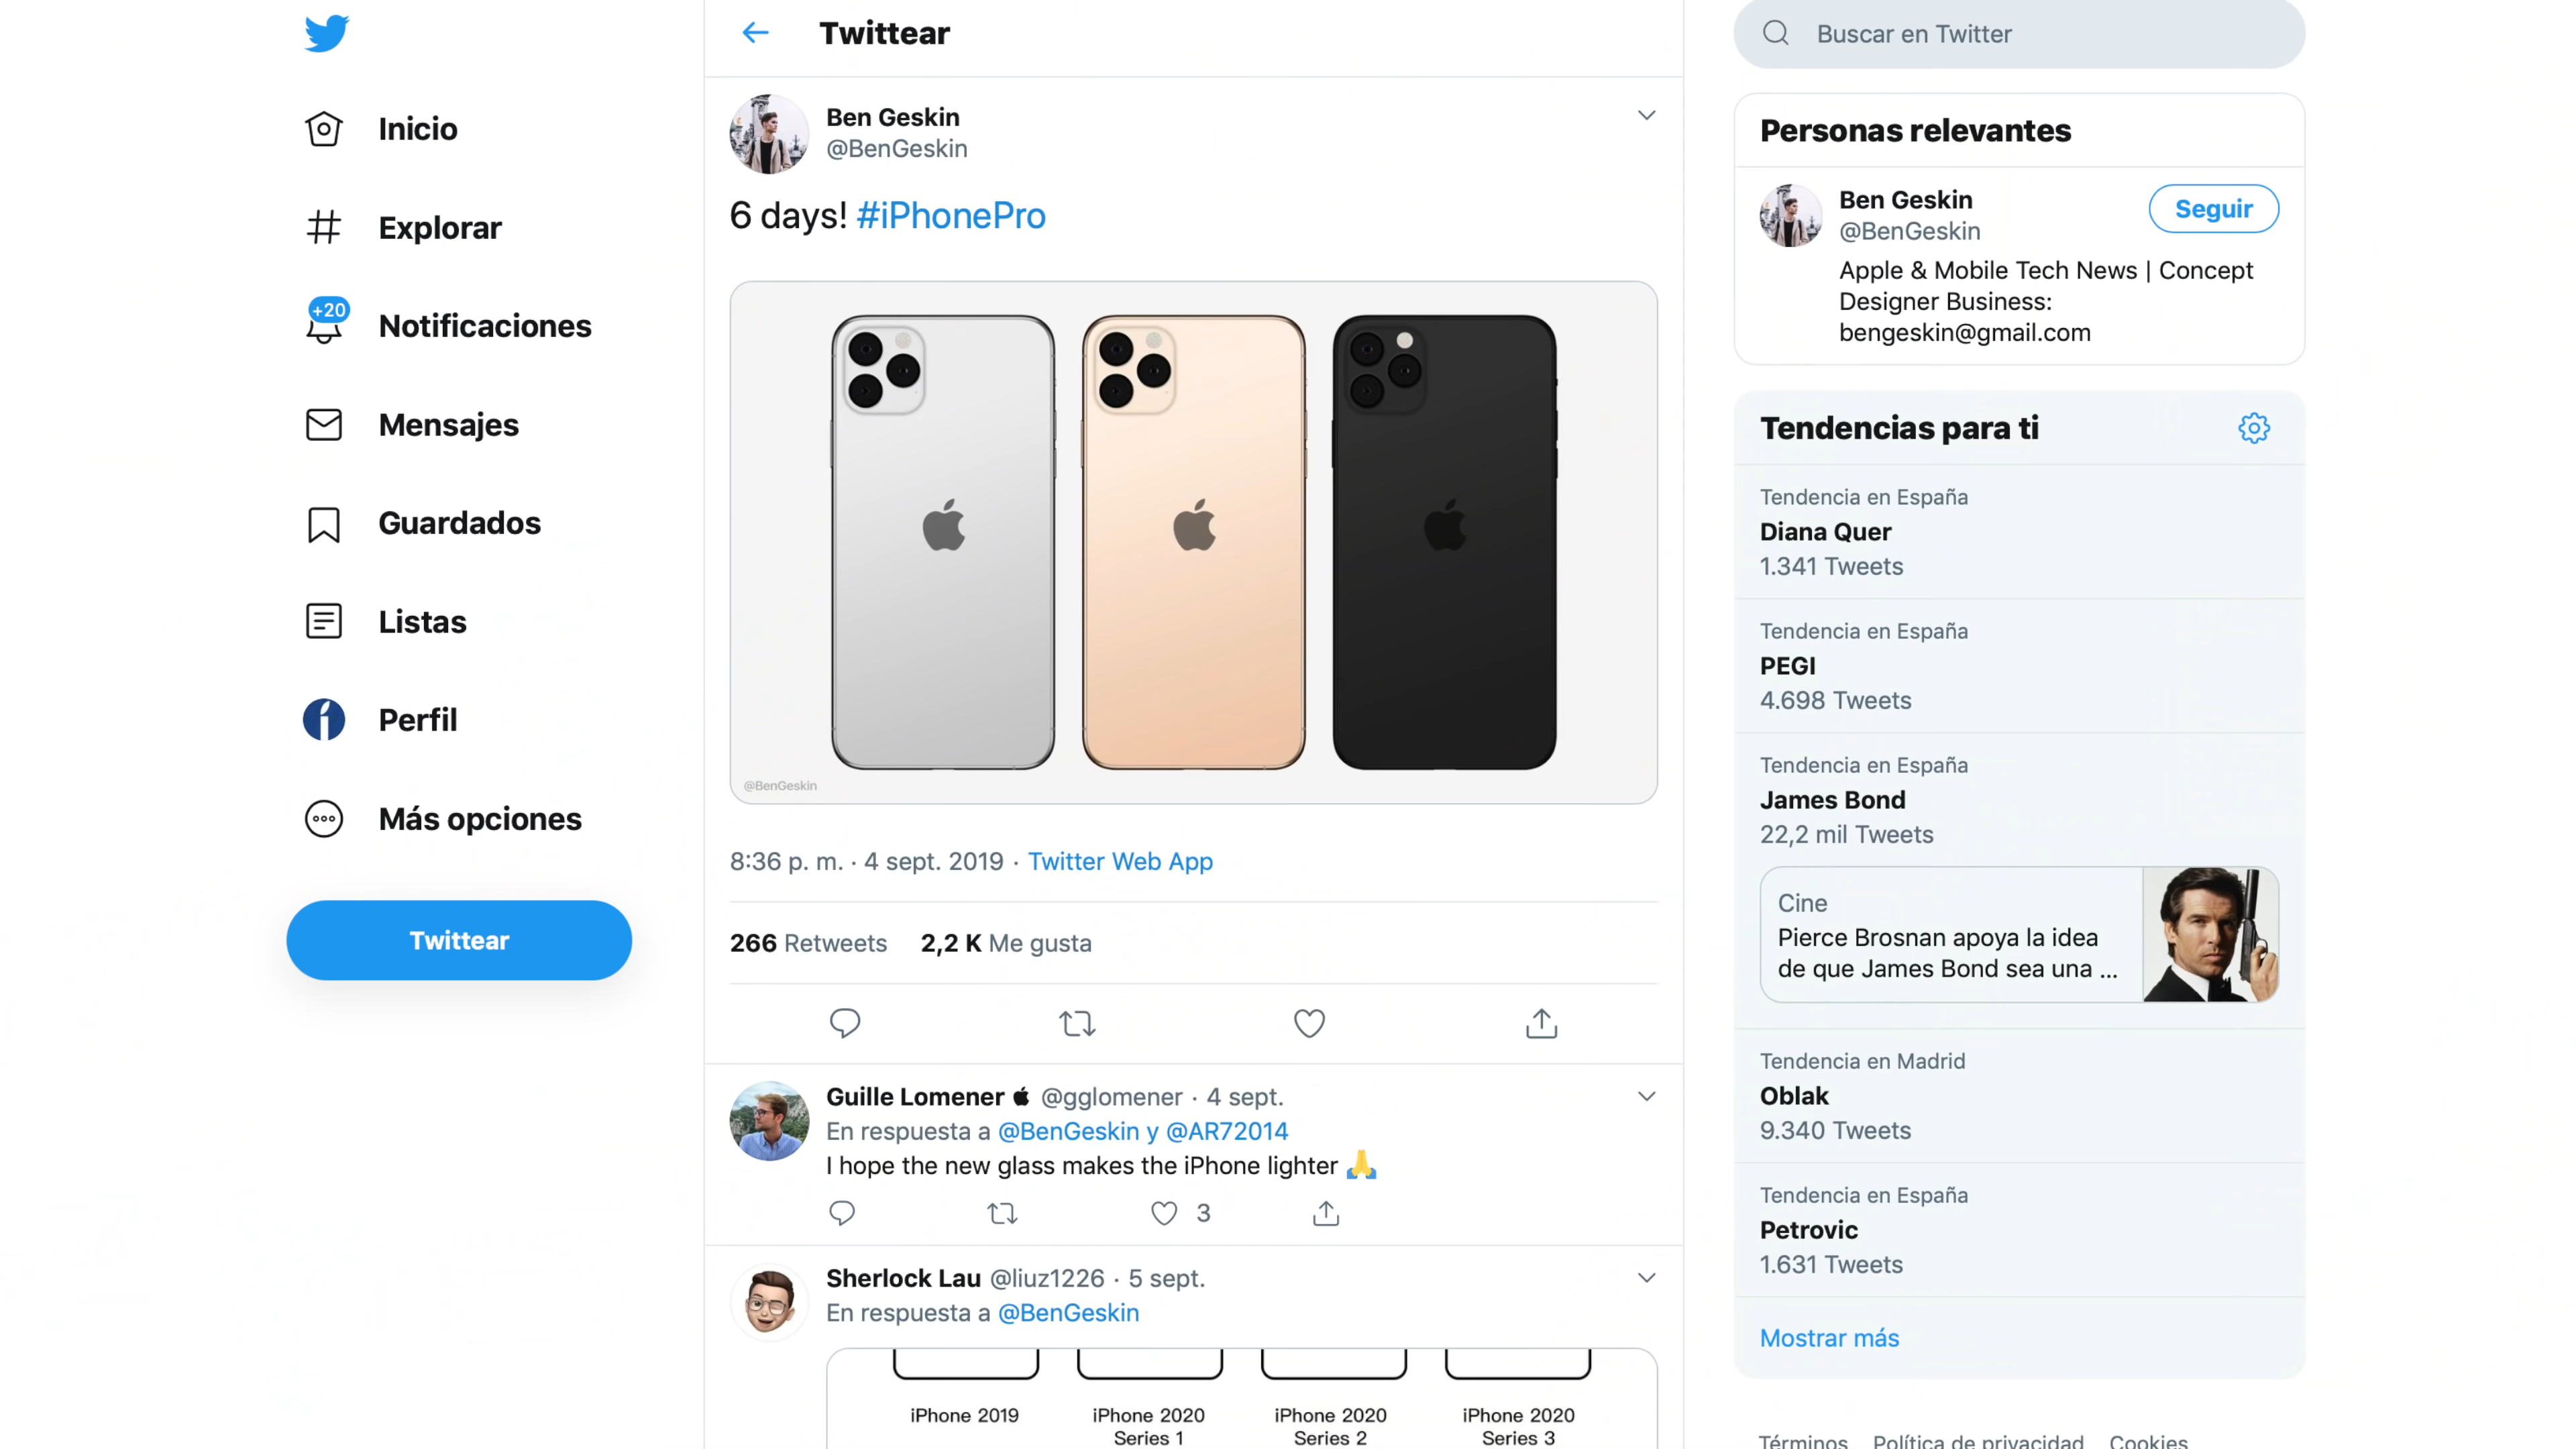 Twittear
Buscar en Twitter
Inicio
Explorar
+20
Notificaciones
Mensajes
Guardados
Listas
Perfil
Más opciones
Twittear
Ben Geskin
@BenGeskin
6 days! #iPhonePro
@BenGeskin
8:36 p. m. · 4 sept. 2019 · Twitter Web App
266 Retweets 2,2 K Me gusta
Guille Lomener @gglomener · 4 sept.
En respuesta a @BenGeskin y @AR72014
I hope the new glass makes the iPhone lighter 🙏
3
Sherlock Lau @liuz1226 · 5 sept.
En respuesta a @BenGeskin
iPhone 2019
iPhone 2020
Series 1
iPhone 2020
Series 2
iPhone 2020
Series 3
Personas relevantes
Ben Geskin
@BenGeskin
Seguir
Apple & Mobile Tech News | Concept
Designer Business:
bengeskin@gmail.com
Tendencias para ti
Tendencia en España
Diana Quer
1.341 Tweets
Tendencia en España
PEGI
4.698 Tweets
Tendencia en España
James Bond
22,2 mil Tweets
Cine
Pierce Brosnan apoya la idea
de que James Bond sea una ...
Tendencia en Madrid
Oblak
9.340 Tweets
Tendencia en España
Petrovic
1.631 Tweets
Mostrar más
Términos Política de privacidad Cookies